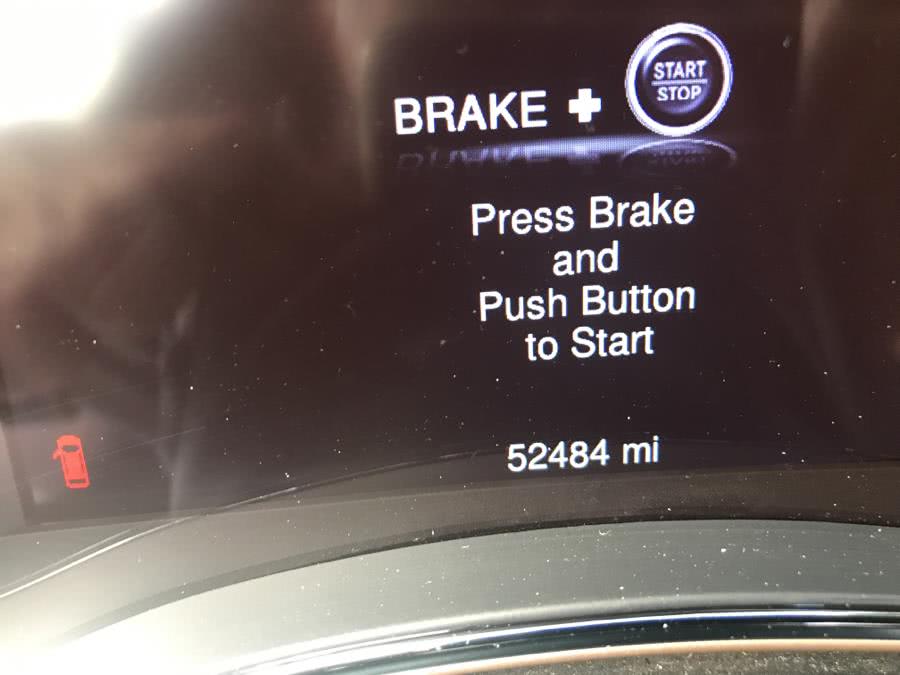 START
STOP
BRAKE +
Press Brake
and
Push Button
to Start
52484 mi